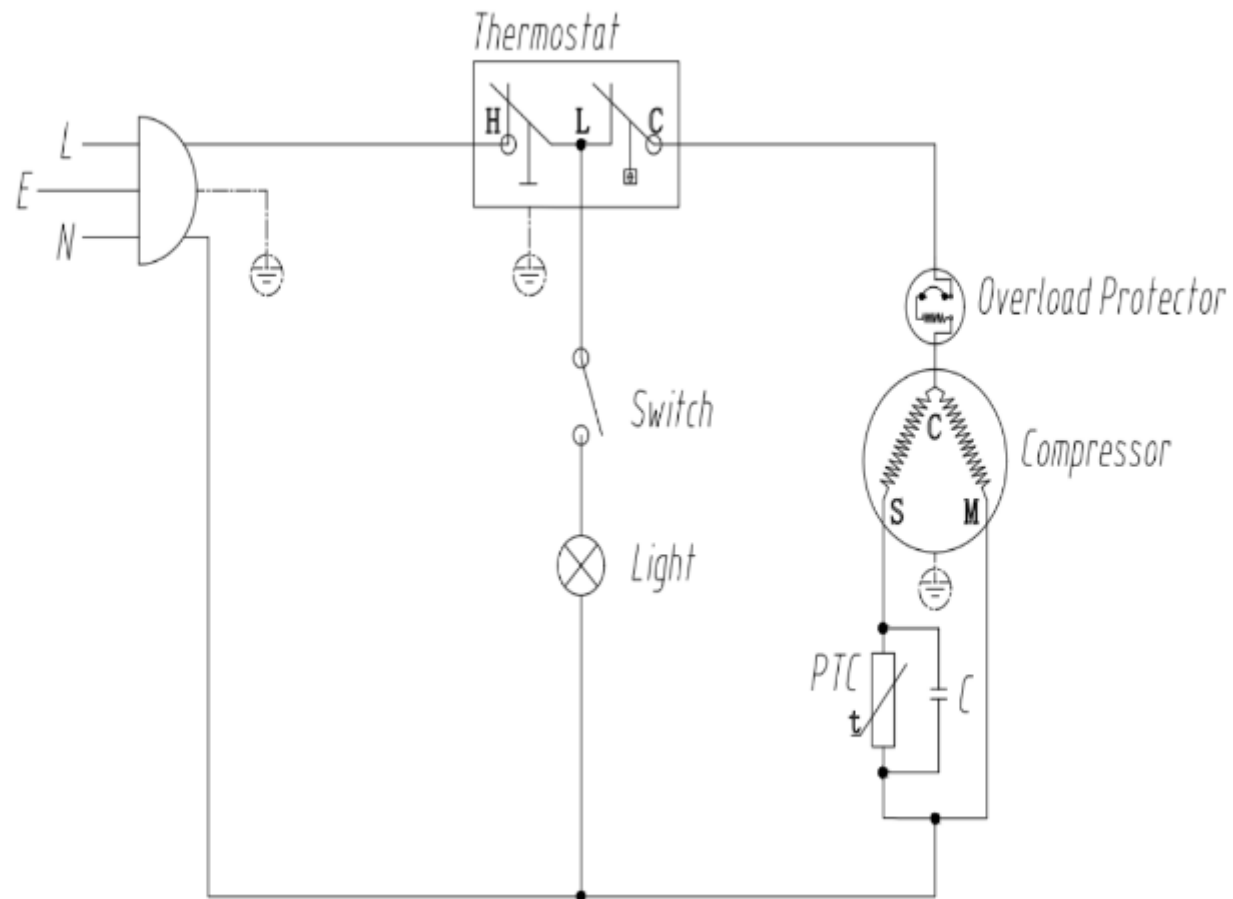 Thermostat
H L C
L
E
N
Overload Protector
Switch
C
Compressor
S M
Light
PTC
t
C